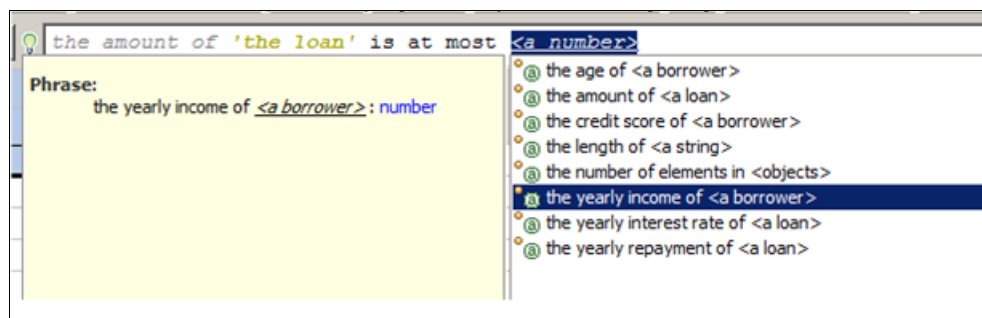 the amount of 'the loan' is at most <a number>
Phrase:
the yearly income of <a borrower> : number
the age of <a borrower>
the amount of <a loan>
the credit score of <a borrower>
the length of <a string>
the number of elements in <objects>
the yearly income of <a borrower>
the yearly interest rate of <a loan>
the yearly repayment of <a loan>